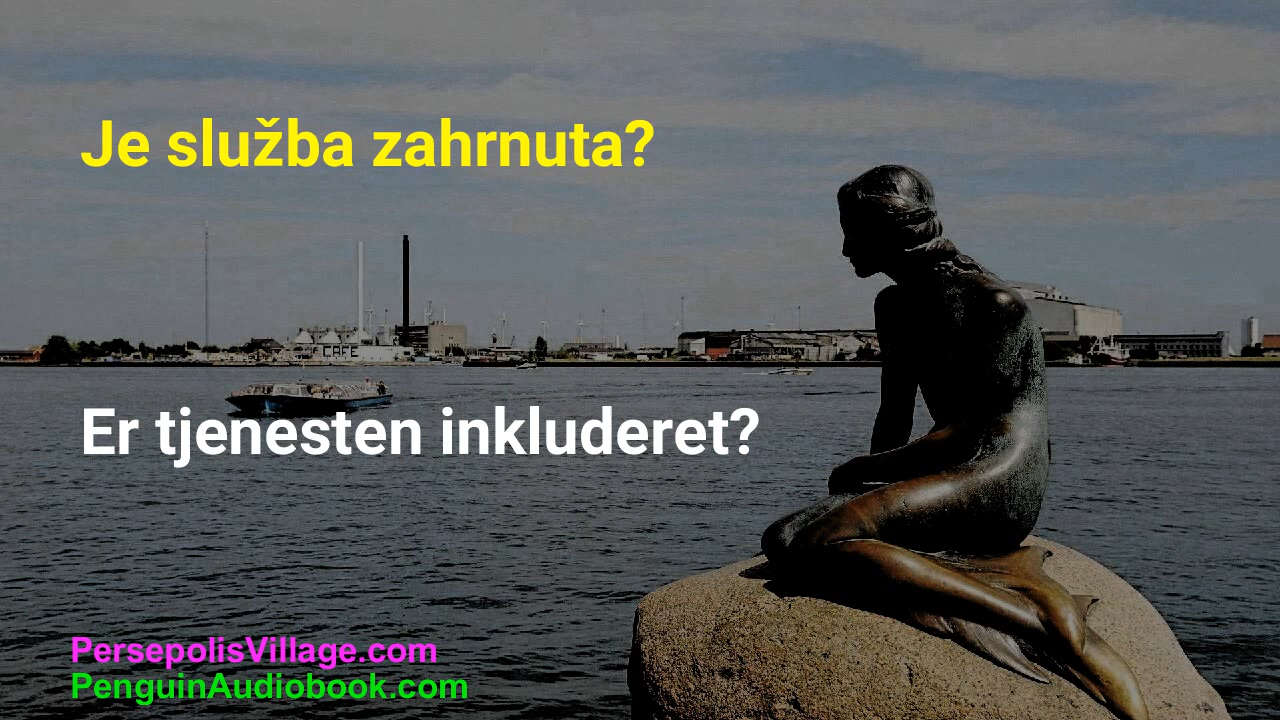 Je služba zahrnuta?
CAFE
Er tjenesten inkluderet?
PersepolisVillage.com
PenguinAudiobook.com